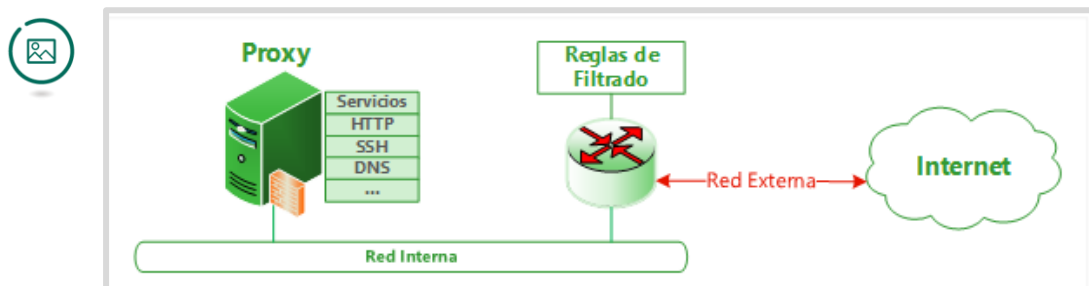 Proxy
Servicios
HTTP
SSH
DNS
...
Reglas de
Filtrado
Red Externa
Internet
Red Interna